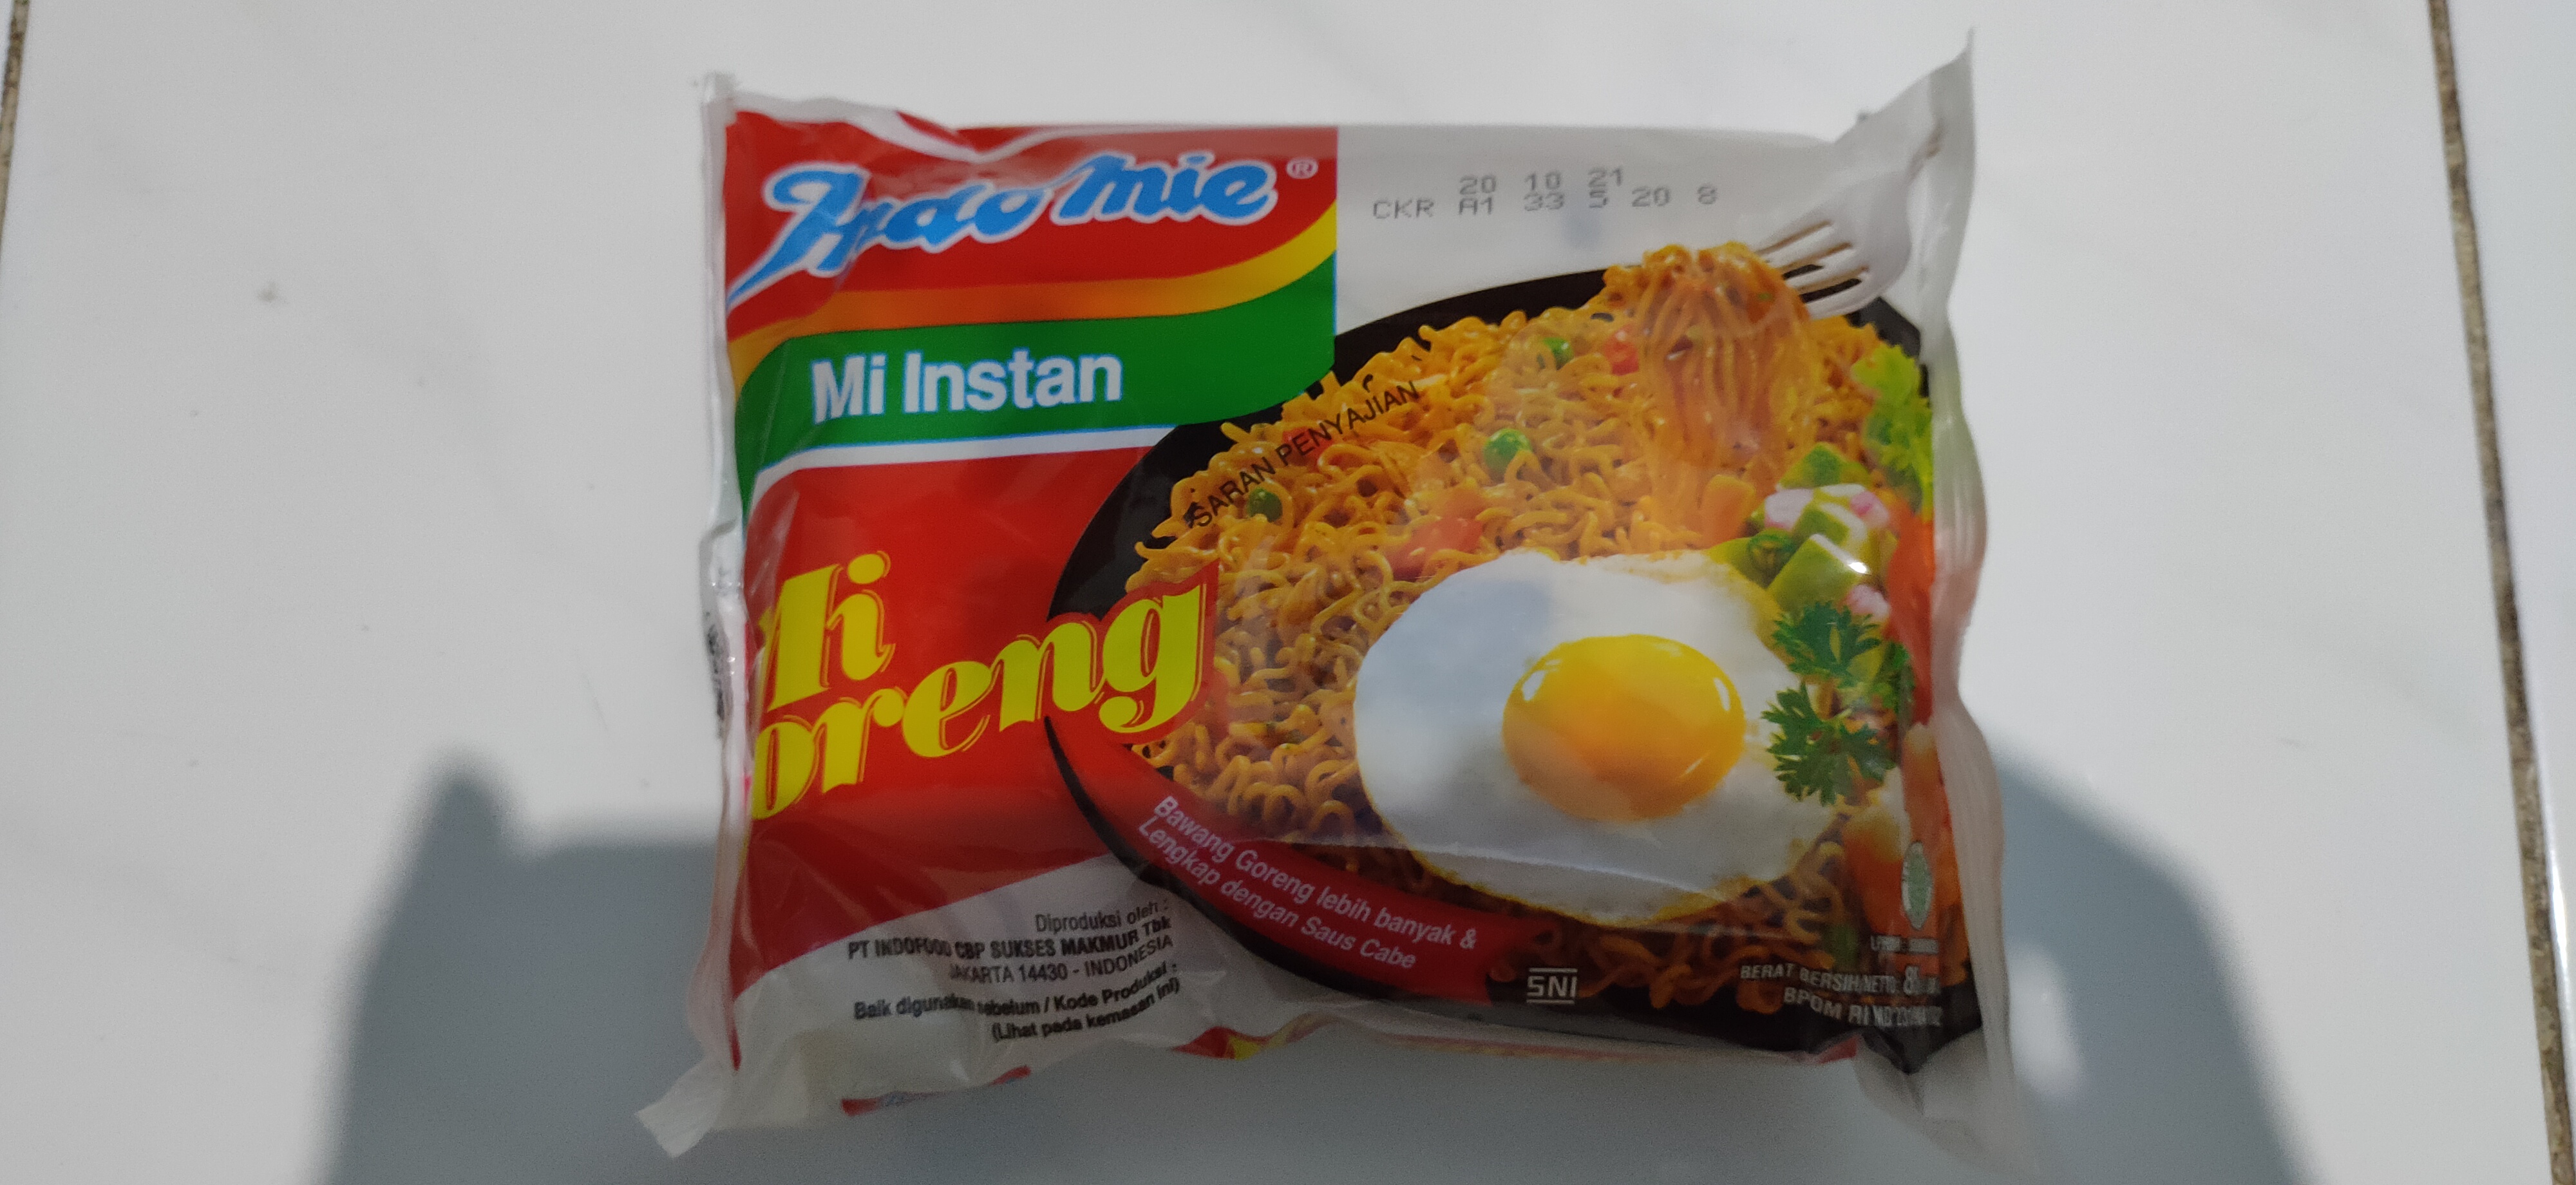 Indomie®
20 10 21
CKR A1 33 5 20 8
Mi Instan
SARAN PENYAJIAN
Mi
oreng
Bawang Goreng lebih banyak &
Lengkap dengan Saus Cabe
Diproduksi oleh :
PT INDOFOOD CBP SUKSES MAKMUR Tbk
JAKARTA 14430 - INDONESIA
Baik digunakan sebelum / Kode Produksi :
(Lihat pada kemasan ini)
SNI
BERAT BERSIH/NETTO
BPOM RI MD